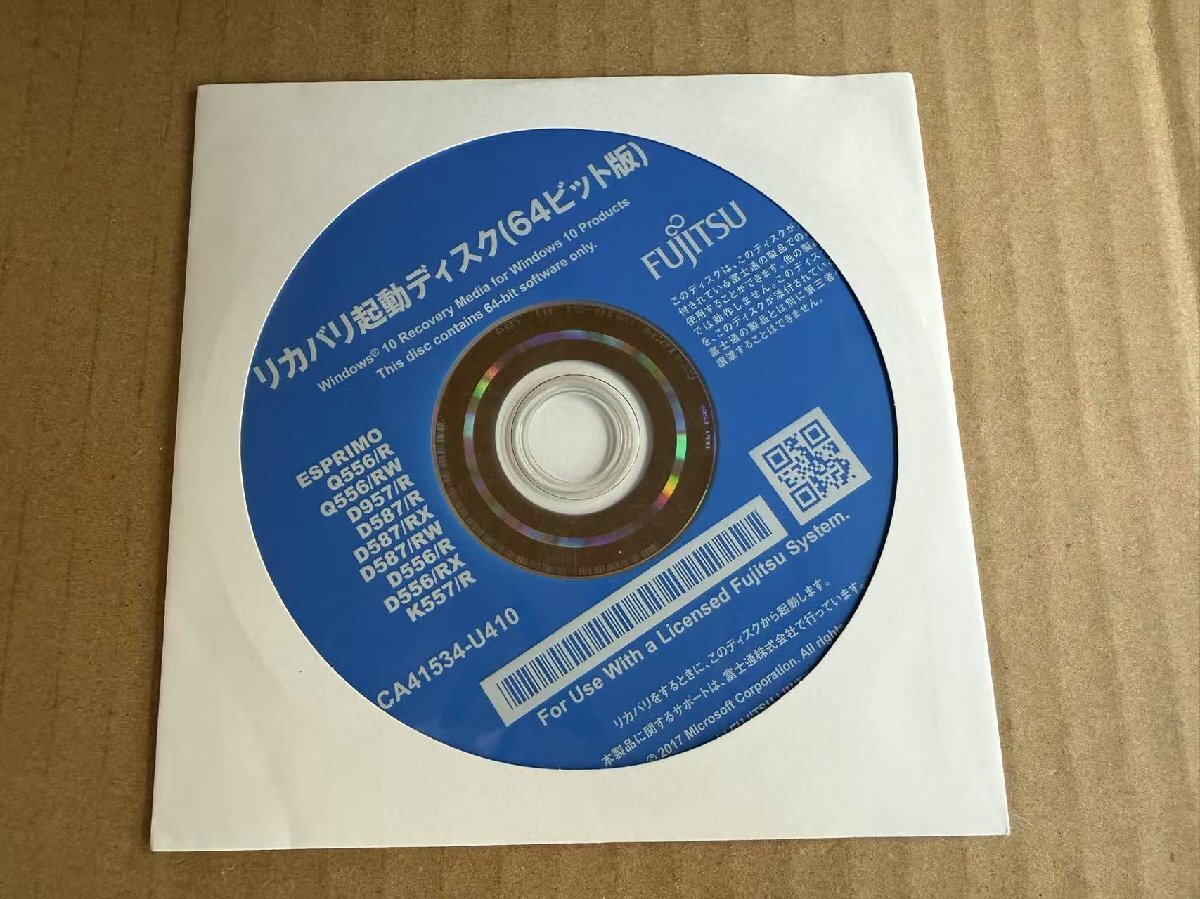 リカバリ起動ディスク(64ビット版)
Windows® 10 Recovery Media for Windows 10 Products
This disc contains 64-bit software only.
FUJITSU
このディスクは、このディスクが
付されている富士通の製品での
使用することができます。他の製
では動作しません。このディス
を、このディスクが添付されてい
富士通の製品とは別に第三者
譲渡することはできません。
ESPRIMO
Q556/R
Q556/RW
D957/R
D587/R
D587/RX
D587/RW
D556/R
D556/RX
K557/R
CA41534-U410
For Use With a Licensed Fujitsu System.
リカバリをするときに、このディスクから起動します。
本製品に関するサポートは、富士通株式会社で行っています。
© 2017 Microsoft Corporation. All rights